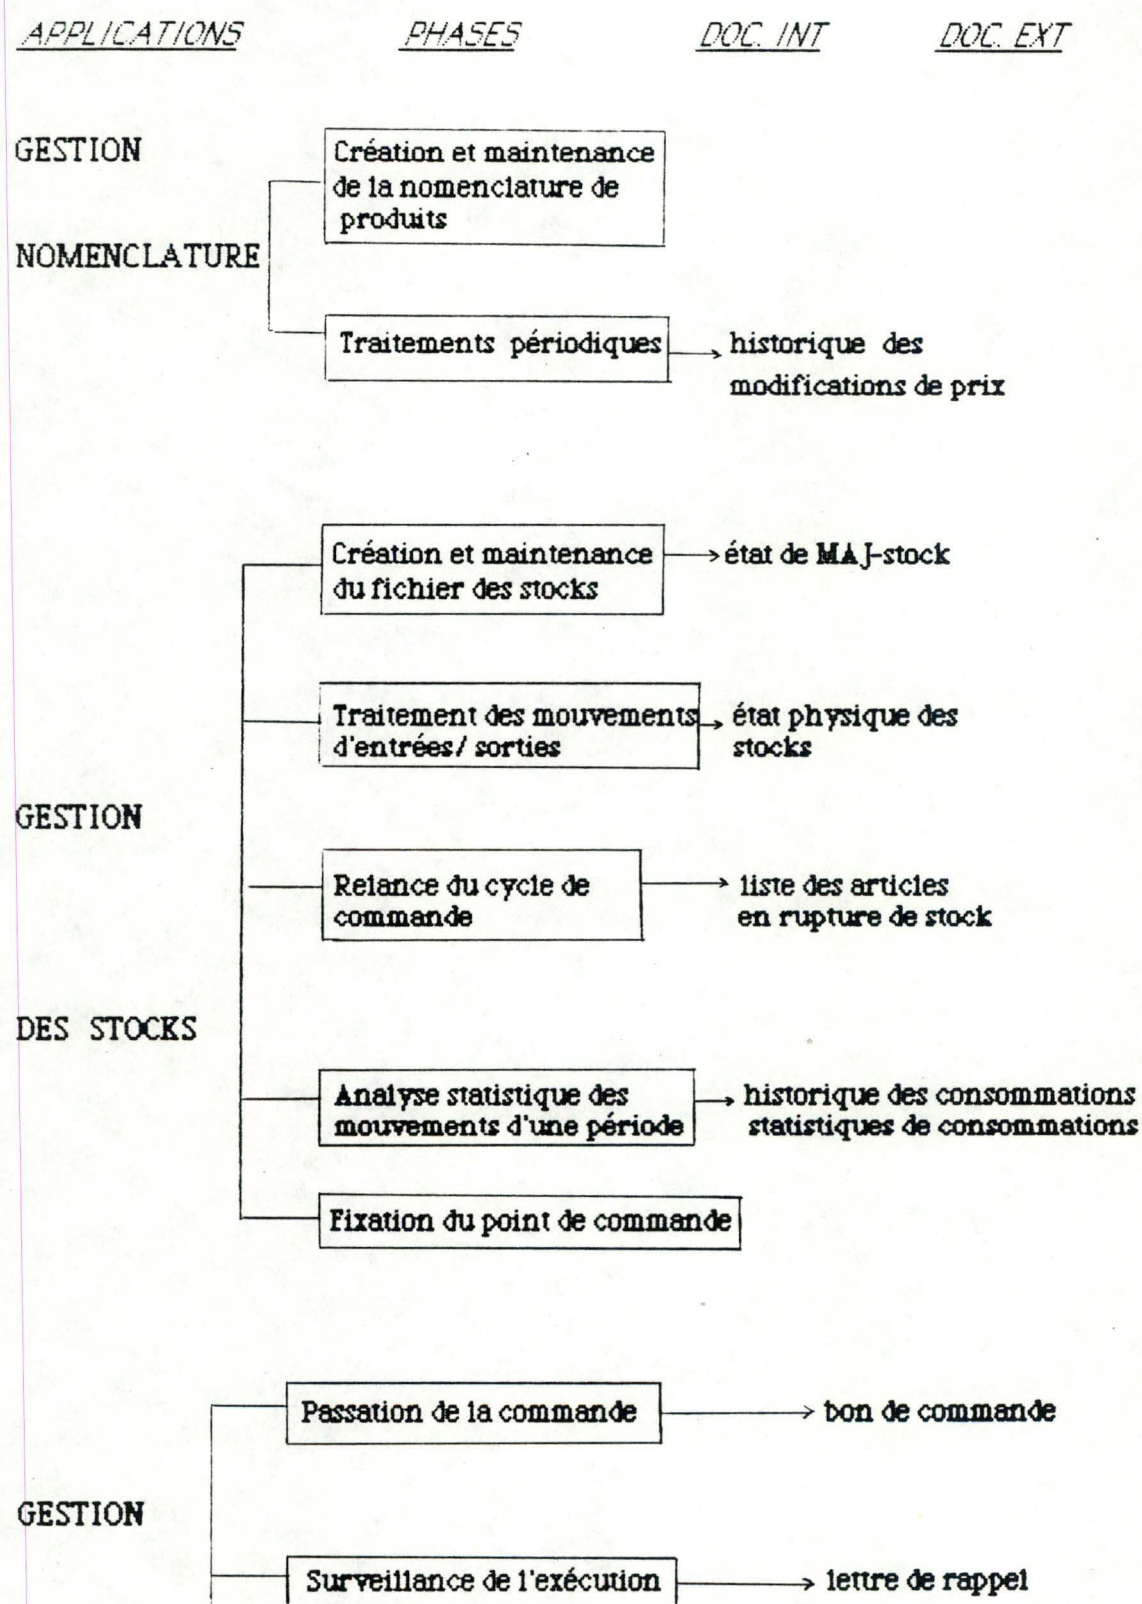 APPLICATIONS PHASES DOC. INT DOC. EXT
GESTION
Création et maintenance
de la nomenclature de
produits
NOMENCLATURE
Traitements périodiques
historique des
modifications de prix
Création et maintenance
du fichier des stocks
état de MAJ-stock
Traitement des mouvements
d'entrées/ sorties
état physique des
stocks
GESTION
Relance du cycle de
commande
liste des articles
en rupture de stock
DES STOCKS
Analyse statistique des
mouvements d'une période
historique des consommations
statistiques de consommations
Fixation du point de commande
Passation de la commande
bon de commande
GESTION
Surveillance de l'exécution
lettre de rappel